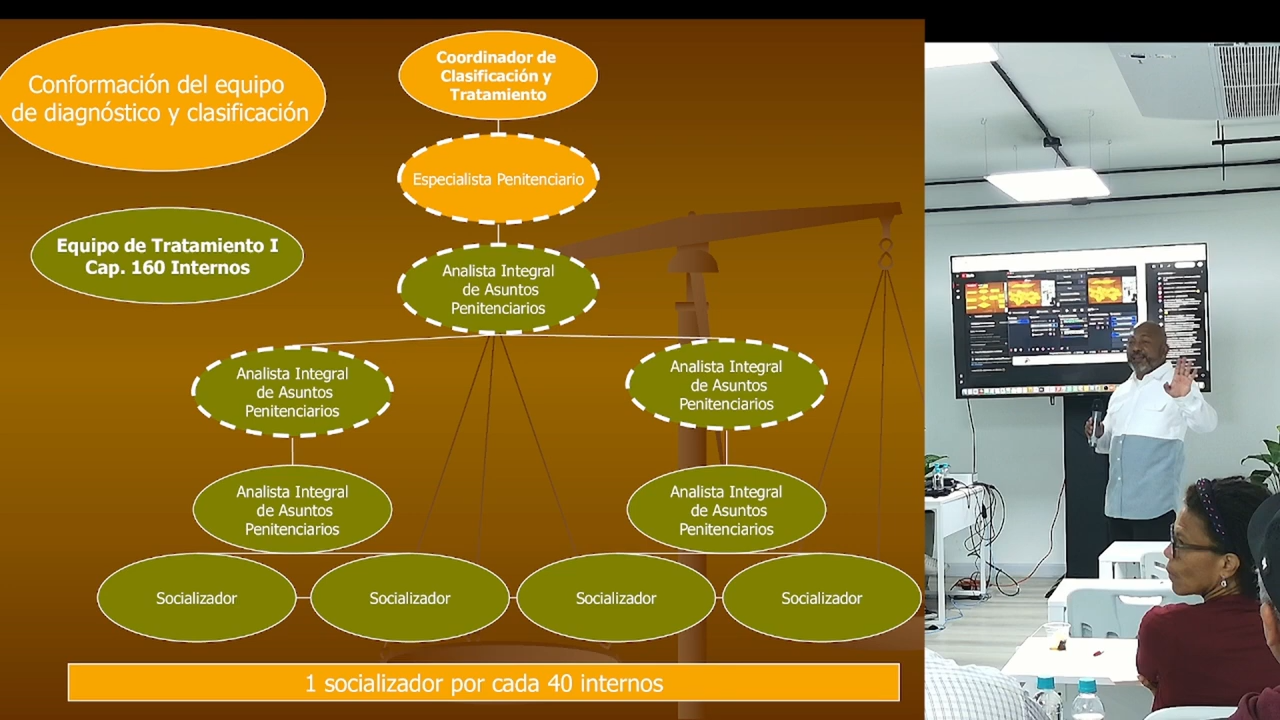 Conformación del equipo
de diagnóstico y clasificación
Coordinador de
Clasificación y
Tratamiento
Especialista Penitenciario
Equipo de Tratamiento I
Cap. 160 Internos
Analista Integral
de Asuntos
Penitenciarios
Analista Integral
de Asuntos
Penitenciarios
Analista Integral
de Asuntos
Penitenciarios
Analista Integral
de Asuntos
Penitenciarios
Analista Integral
de Asuntos
Penitenciarios
Socializador
Socializador
Socializador
Socializador
1 socializador por cada 40 internos